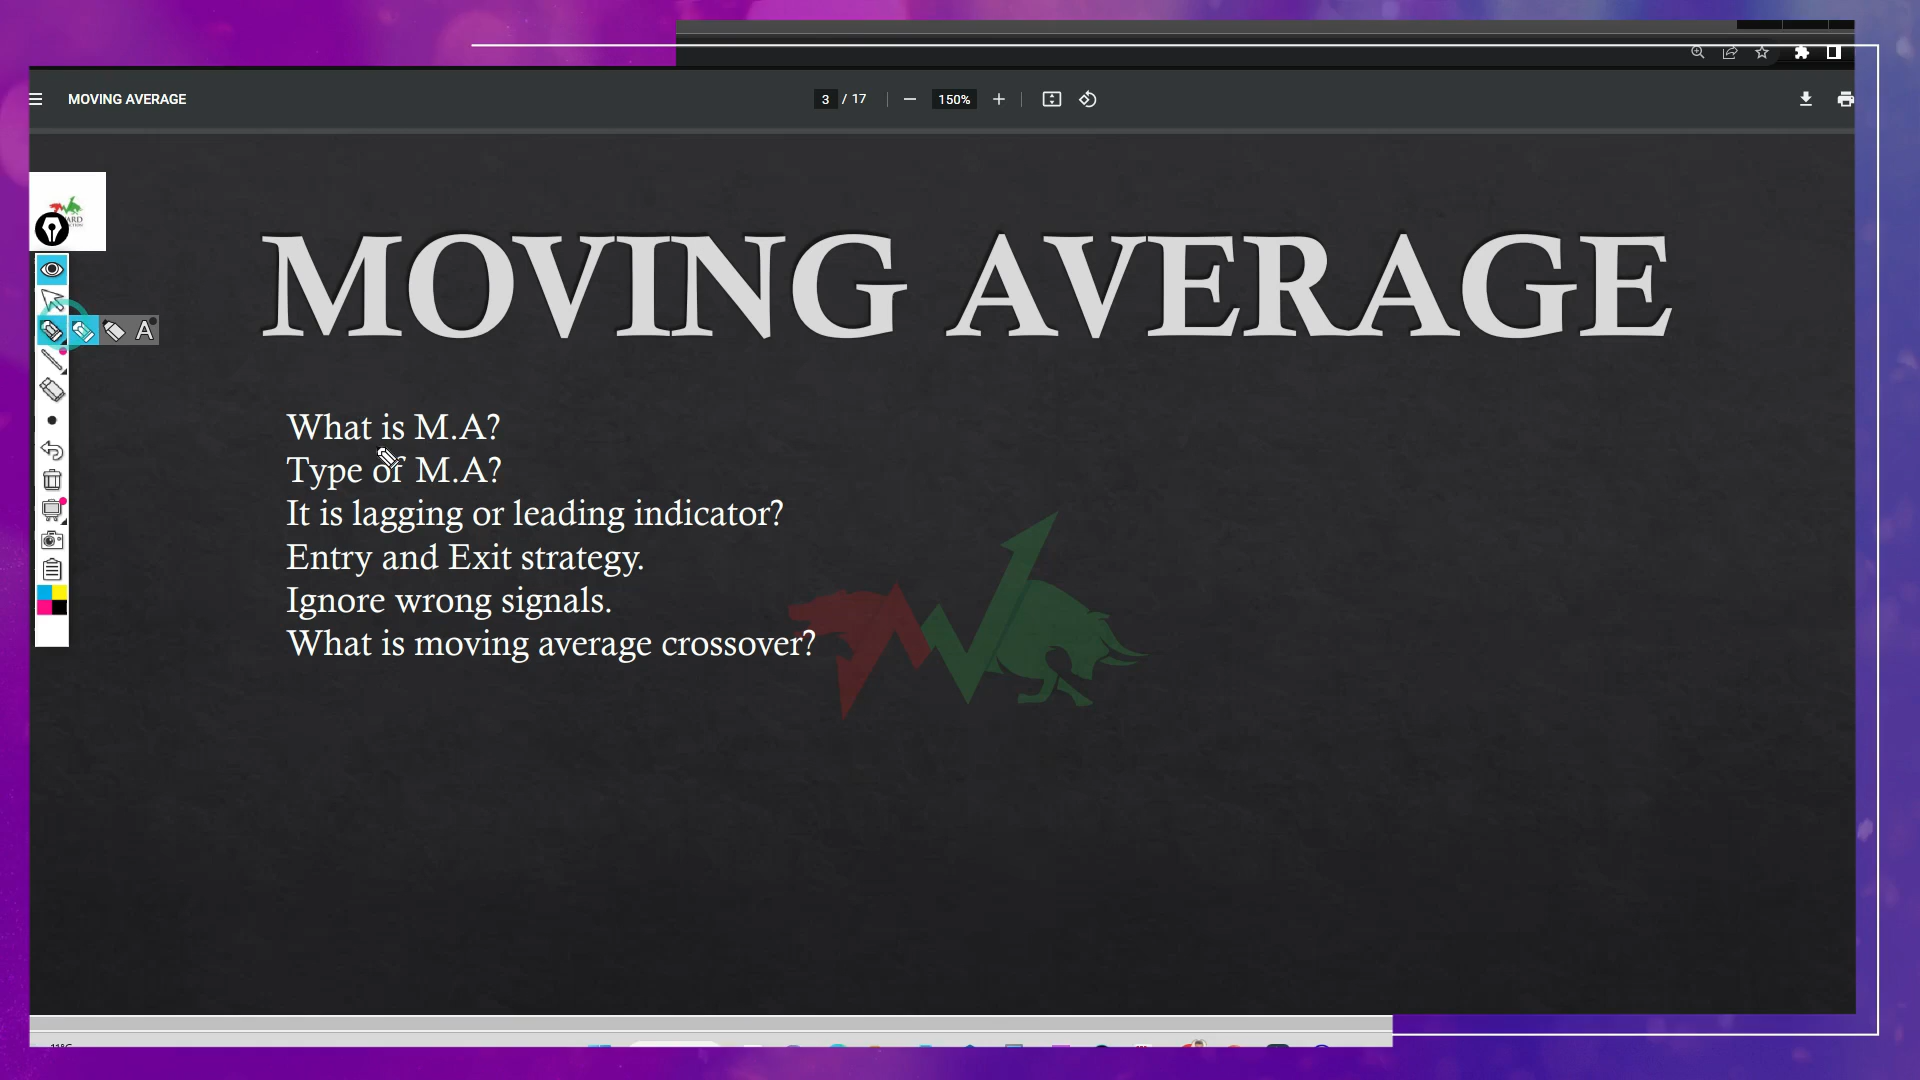 MOVING AVERAGE
3 / 17
150%
MOVING AVERAGE
A
What is M.A?
Type of M.A?
It is lagging or leading indicator?
Entry and Exit strategy.
Ignore wrong signals.
What is moving average crossover?